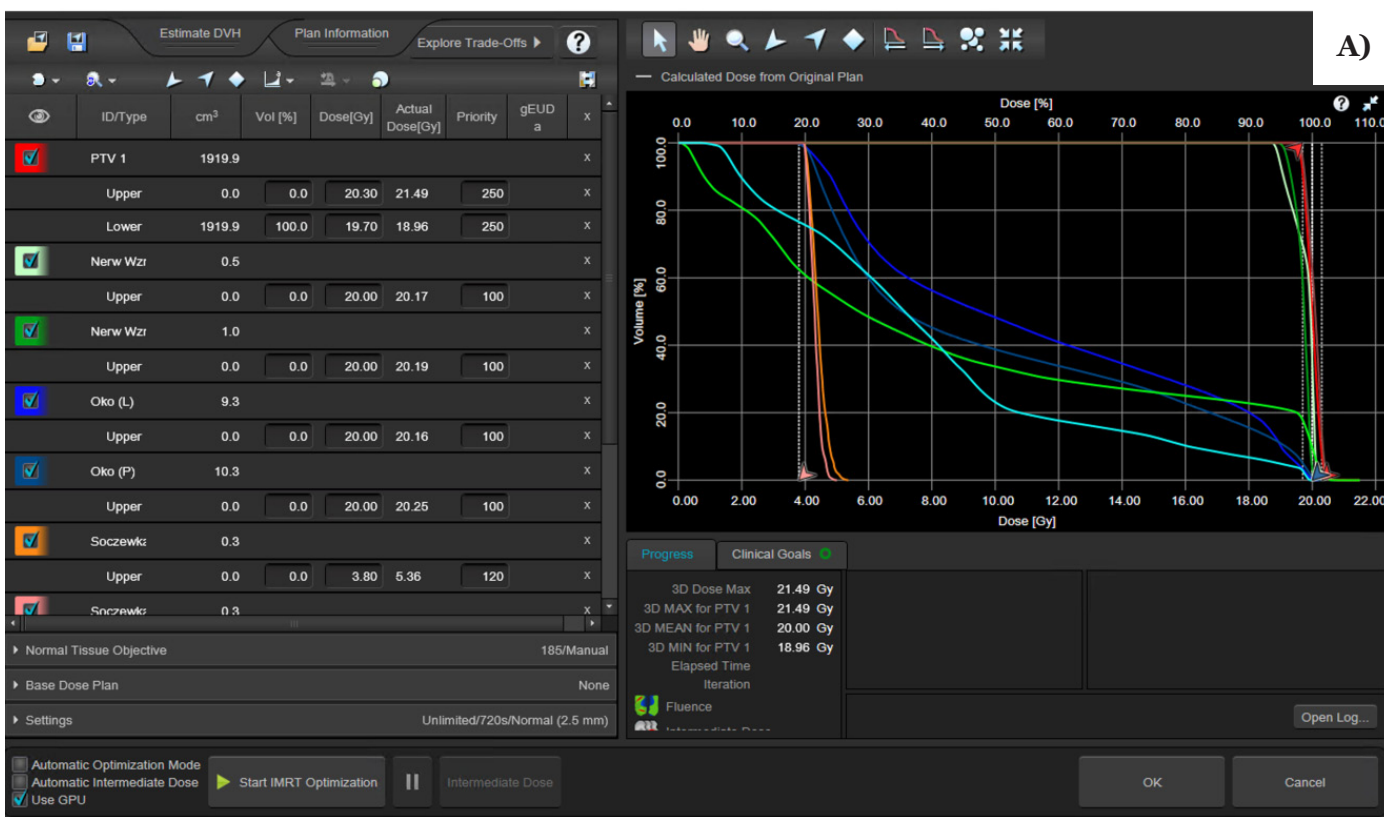 A)
Estimate DVH Plan Information Explore Trade-Offs ?
Calculated Dose from Original Plan
ID/Type cm³ Vol [%] Dose[Gy] Actual Dose[Gy] Priority gEUD a x
PTV 1 1919.9 x
Upper 0.0 0.0 20.30 21.49 250 x
Lower 1919.9 100.0 19.70 18.96 250 x
Nerw Wzr 0.5 x
Upper 0.0 0.0 20.00 20.17 100 x
Nerw Wzr 1.0 x
Upper 0.0 0.0 20.00 20.19 100 x
Oko (L) 9.3 x
Upper 0.0 0.0 20.00 20.16 100 x
Oko (P) 10.3 x
Upper 0.0 0.0 20.00 20.25 100 x
Soczewka 0.3 x
Upper 0.0 0.0 3.80 5.36 120 x
Soczewka 0.3 x
Normal Tissue Objective 185/Manual
Base Dose Plan None
Settings Unlimited/720s/Normal (2.5 mm)
Dose [%] ?
0.0 10.0 20.0 30.0 40.0 50.0 60.0 70.0 80.0 90.0 100.0 110.0
Volume [%]
100.0
80.0
60.0
40.0
20.0
0.0
0.00 2.00 4.00 6.00 8.00 10.00 12.00 14.00 16.00 18.00 20.00 22.00
Dose [Gy]
Progress Clinical Goals
3D Dose Max 21.49 Gy
3D MAX for PTV 1 21.49 Gy
3D MEAN for PTV 1 20.00 Gy
3D MIN for PTV 1 18.96 Gy
Elapsed Time
Iteration
Fluence
Intermediate Dose
Open Log...
Automatic Optimization Mode
Automatic Intermediate Dose
Use GPU
Start IMRT Optimization
Intermediate Dose
OK
Cancel